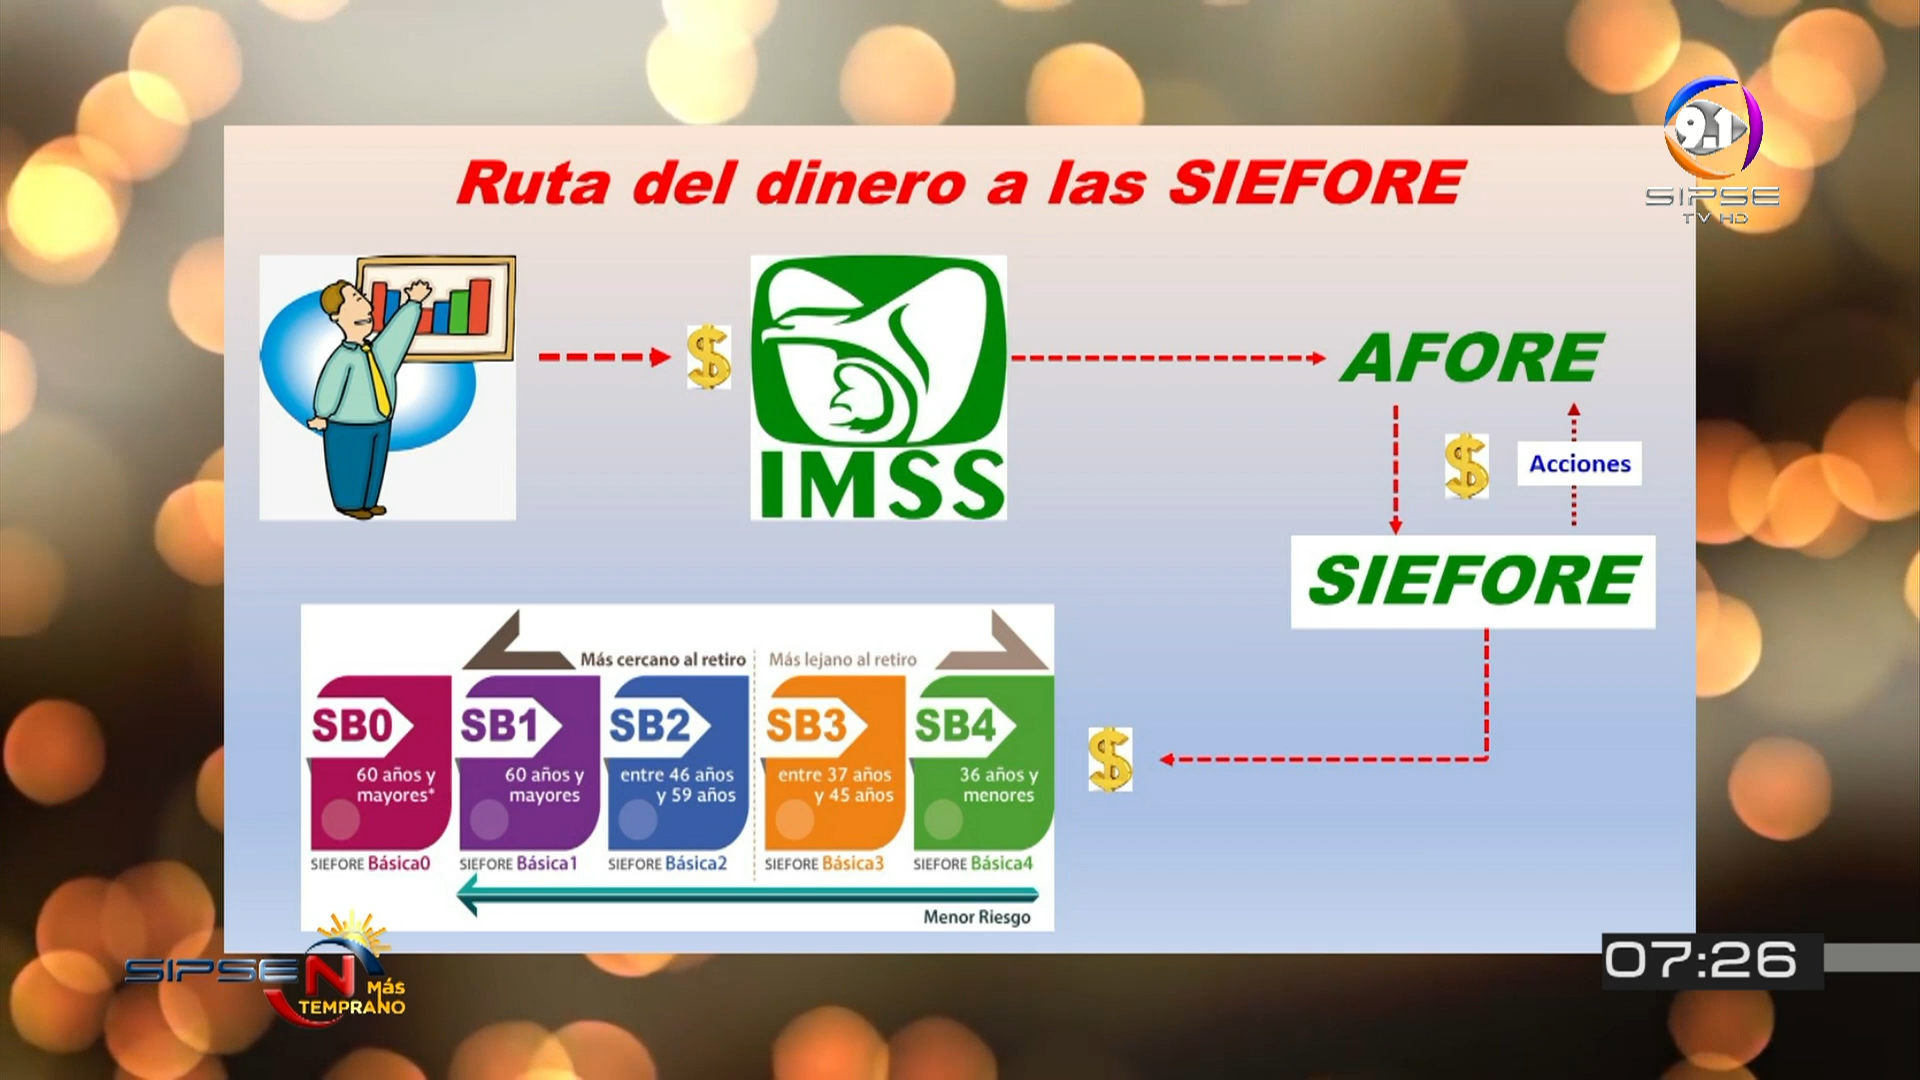 Ruta del dinero a las SIEFORE
9.1
SIPSE
TV HD
$
IMSS
AFORE
$
Acciones
SIEFORE
Más cercano al retiro
Más lejano al retiro
SB0
60 años y
mayores*
SIEFORE Básica0
SB1
60 años y
mayores
SIEFORE Básica1
SB2
entre 46 años
y 59 años
SIEFORE Básica2
SB3
entre 37 años
y 45 años
SIEFORE Básica3
SB4
36 años y
menores
SIEFORE Básica4
Menor Riesgo
$
SIPSE N
Más
TEMPRANO
07:26